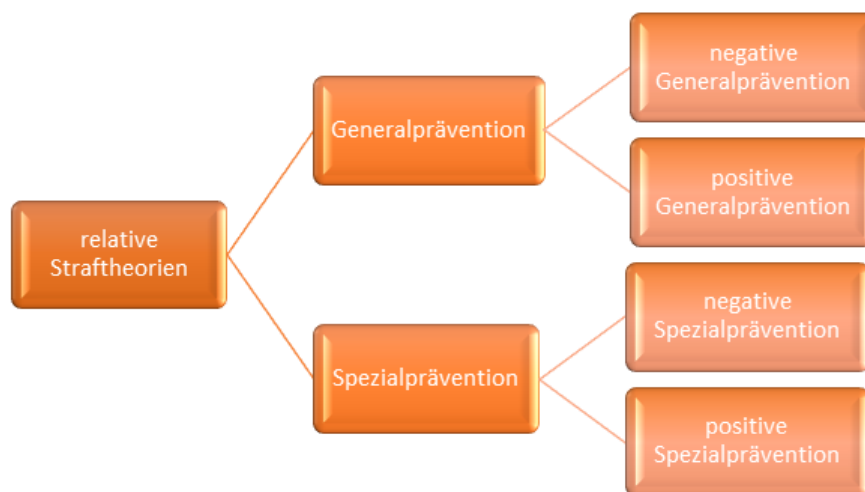 relative
Straftheorien
Generalprävention
negative
Generalprävention
positive
Generalprävention
Spezialprävention
negative
Spezialprävention
positive
Spezialprävention